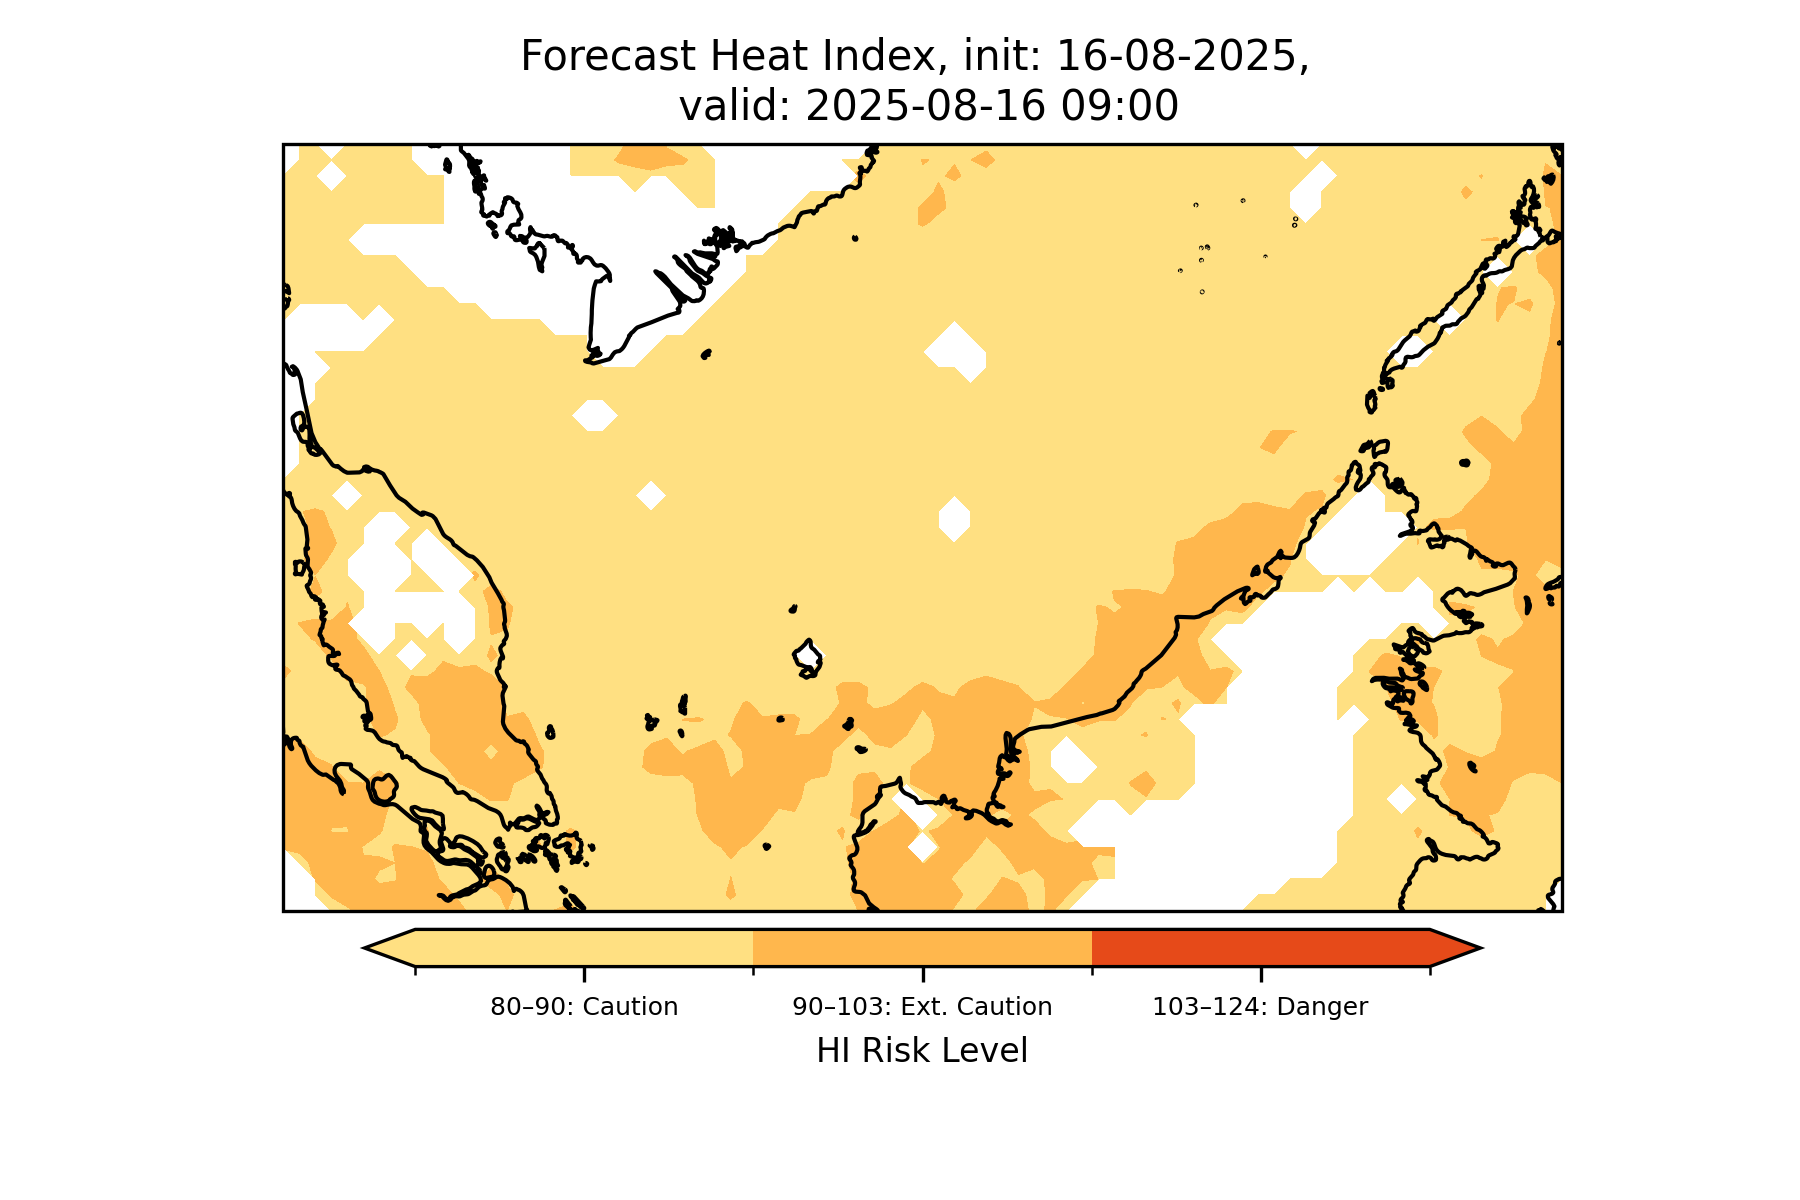 Forecast Heat Index, init: 16-08-2025,
valid: 2025-08-16 09:00
80–90: Caution
90–103: Ext. Caution
103–124: Danger
HI Risk Level